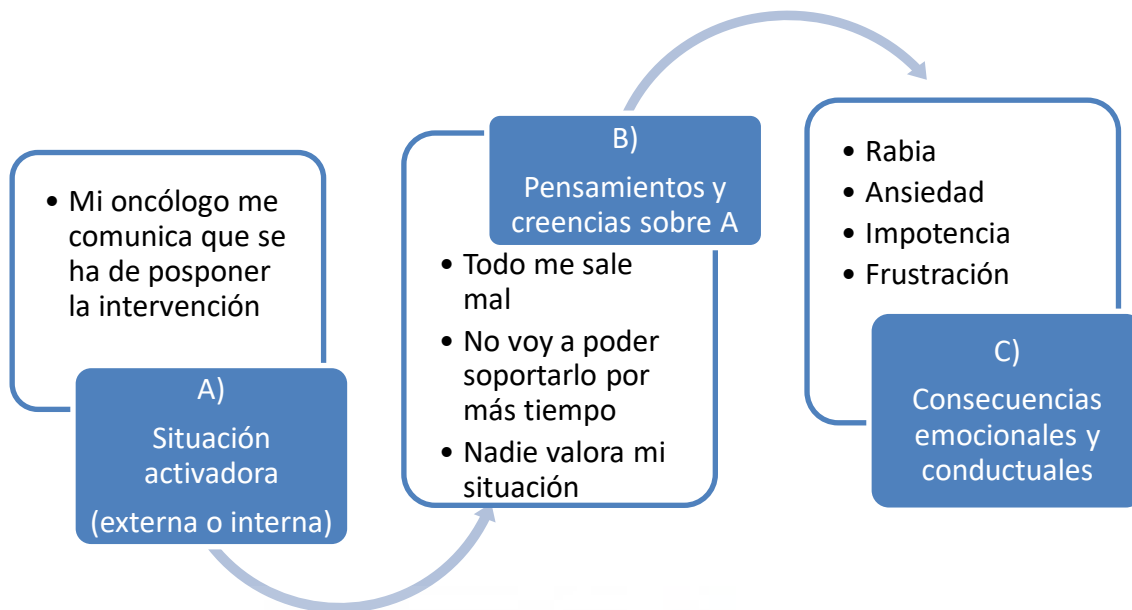 • Mi oncólogo me
comunica que se
ha de posponer
la intervención
A)
Situación
activadora
(externa o interna)
B)
Pensamientos y
creencias sobre A
• Todo me sale
mal
• No voy a poder
soportarlo por
más tiempo
• Nadie valora mi
situación
• Rabia
• Ansiedad
• Impotencia
• Frustración
C)
Consecuencias
emocionales y
conductuales